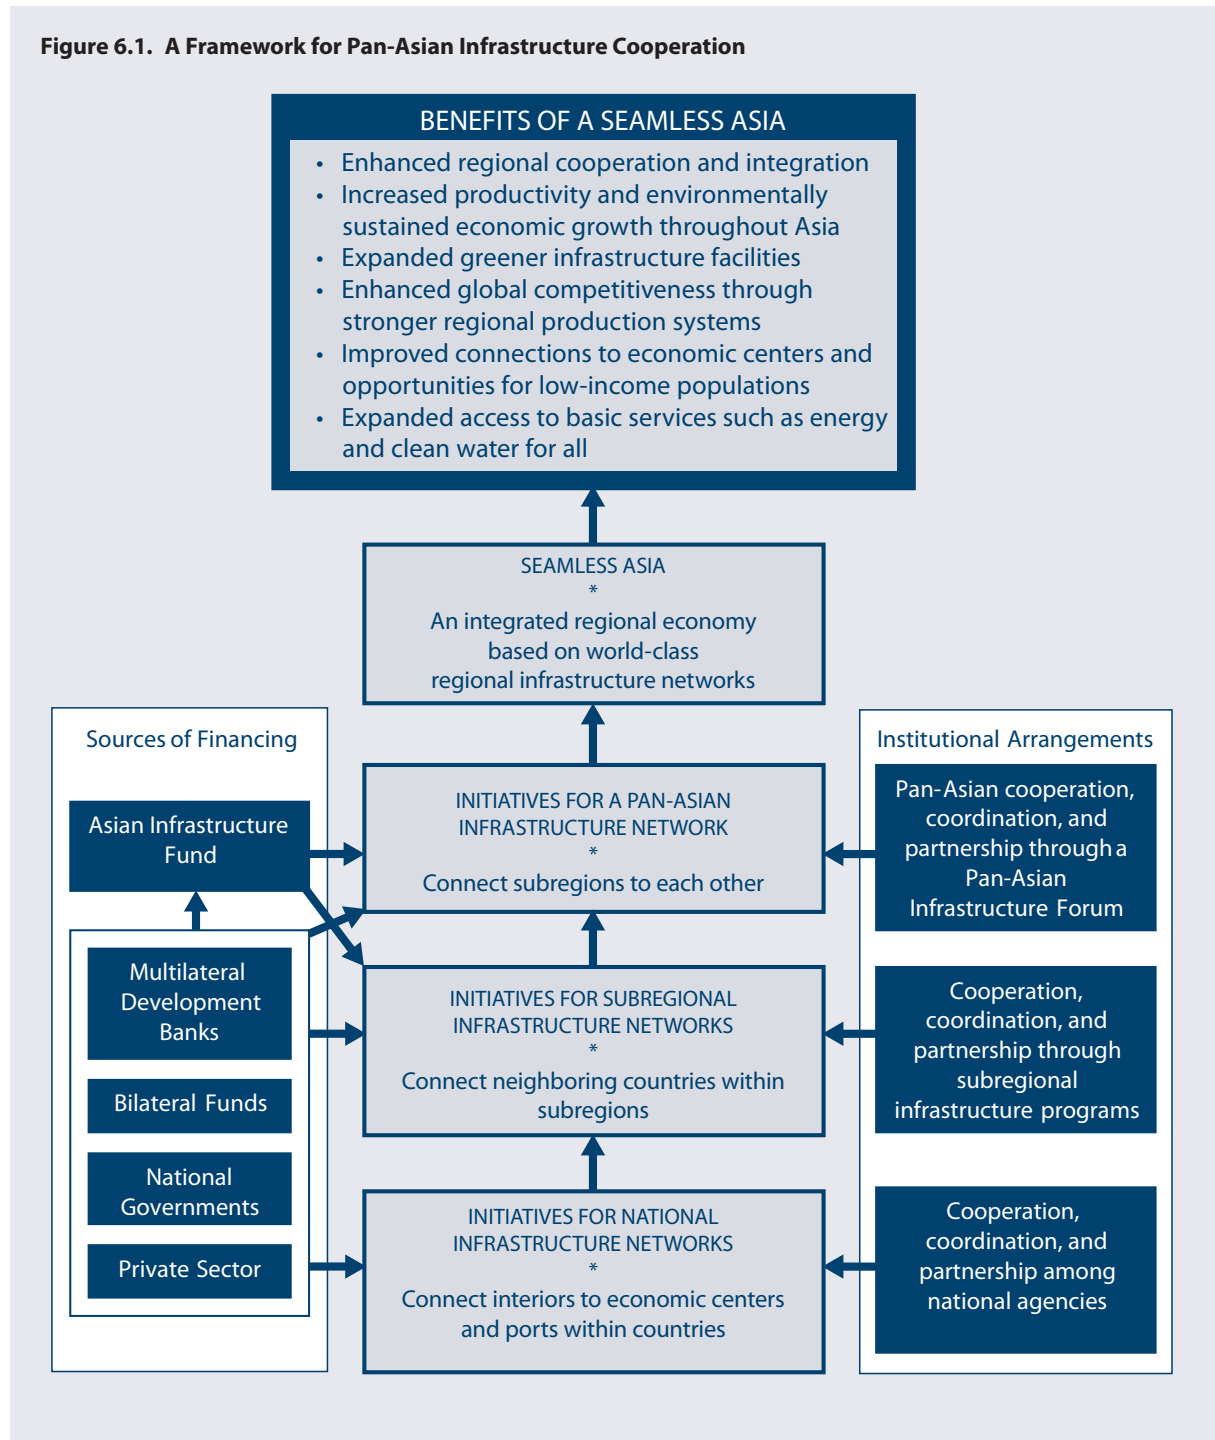 Figure 6.1. A Framework for Pan-Asian Infrastructure Cooperation
BENEFITS OF A SEAMLESS ASIA
• Enhanced regional cooperation and integration
• Increased productivity and environmentally
sustained economic growth throughout Asia
• Expanded greener infrastructure facilities
• Enhanced global competitiveness through
stronger regional production systems
• Improved connections to economic centers and
opportunities for low-income populations
• Expanded access to basic services such as energy
and clean water for all
SEAMLESS ASIA
*
An integrated regional economy
based on world-class
regional infrastructure networks
Sources of Financing
Asian Infrastructure
Fund
Multilateral
Development
Banks
Bilateral Funds
National
Governments
Private Sector
INITIATIVES FOR A PAN-ASIAN
INFRASTRUCTURE NETWORK
*
Connect subregions to each other
INITIATIVES FOR SUBREGIONAL
INFRASTRUCTURE NETWORKS
*
Connect neighboring countries within
subregions
INITIATIVES FOR NATIONAL
INFRASTRUCTURE NETWORKS
*
Connect interiors to economic centers
and ports within countries
Institutional Arrangements
Pan-Asian cooperation,
coordination, and
partnership through a
Pan-Asian
Infrastructure Forum
Cooperation,
coordination, and
partnership through
subregional
infrastructure programs
Cooperation,
coordination, and
partnership among
national agencies